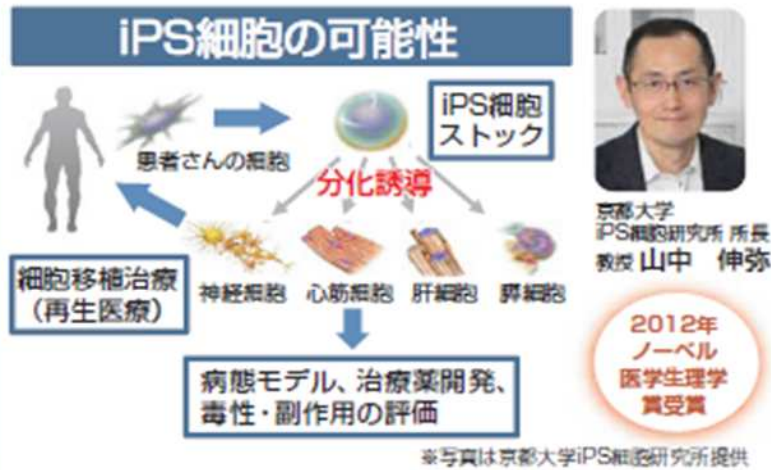 iPS細胞の可能性
患者さんの細胞
iPS細胞
ストック
分化誘導
細胞移植治療
（再生医療）
神経細胞
心筋細胞
肝細胞
膵細胞
病態モデル、治療薬開発、
毒性・副作用の評価
京都大学
iPS細胞研究所 所長
教授 山中 伸弥
2012年
ノーベル
医学生理学
賞受賞
※写真は京都大学iPS細胞研究所提供